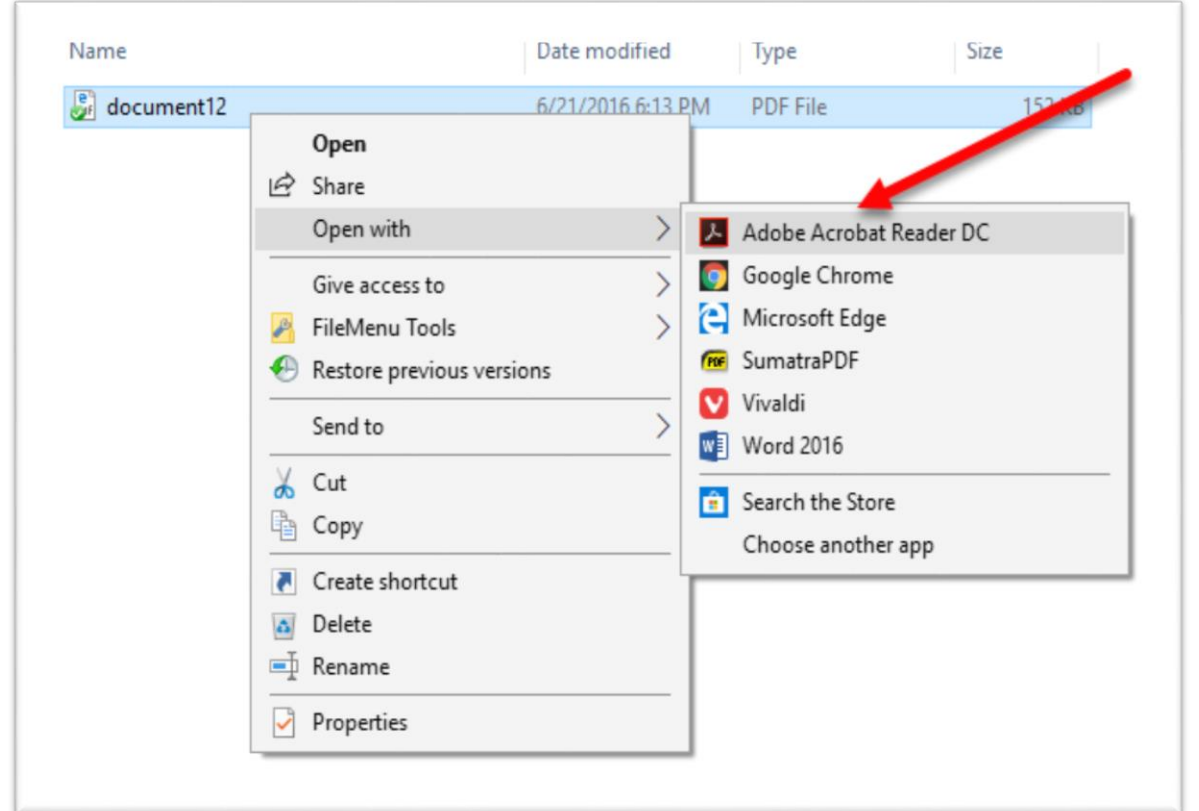 Name Date modified Type Size
document12 6/21/2016 6:13 PM PDF File 152 KB
Open
Share
Open with
Give access to
FileMenu Tools
Restore previous versions
Send to
Cut
Copy
Create shortcut
Delete
Rename
Properties
Adobe Acrobat Reader DC
Google Chrome
Microsoft Edge
SumatraPDF
Vivaldi
Word 2016
Search the Store
Choose another app